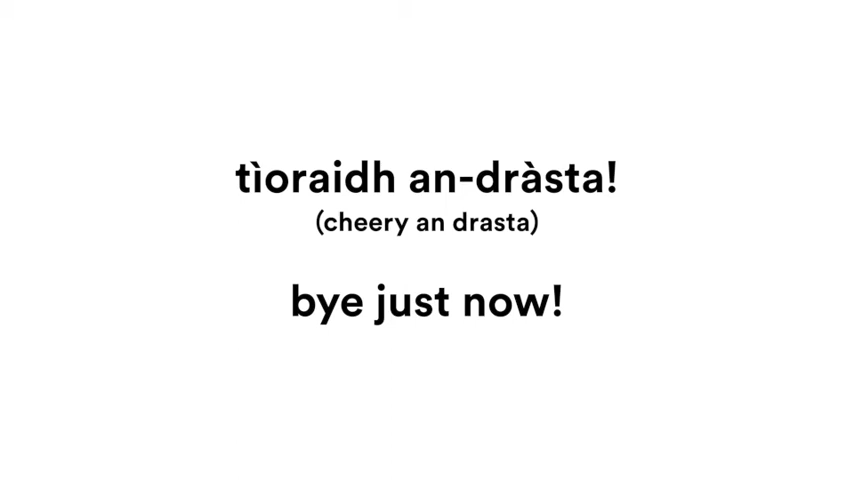 tìoraidh an-dràsta!
(cheery an drasta)
bye just now!